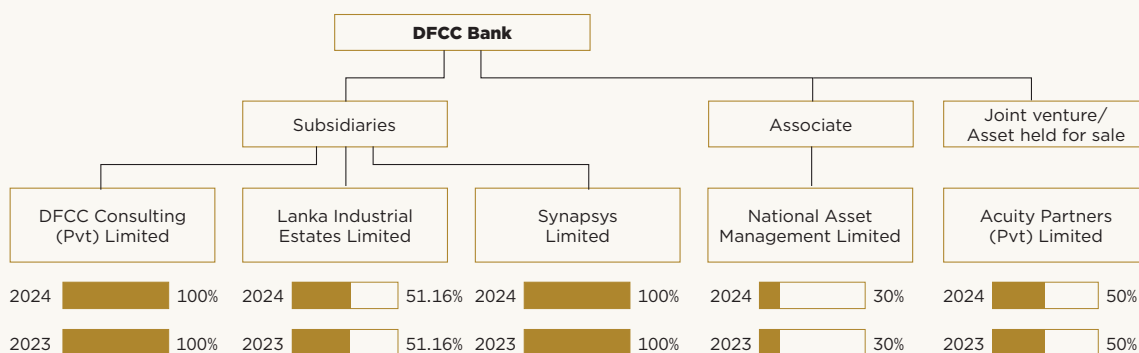 DFCC Bank
Subsidiaries
Associate
Joint venture/
Asset held for sale
DFCC Consulting
(Pvt) Limited
Lanka Industrial
Estates Limited
Synapsys
Limited
National Asset
Management Limited
Acuity Partners
(Pvt) Limited
2024 100% 2024 51.16% 2024 100% 2024 30% 2024 50%
2023 100% 2023 51.16% 2023 100% 2023 30% 2023 50%